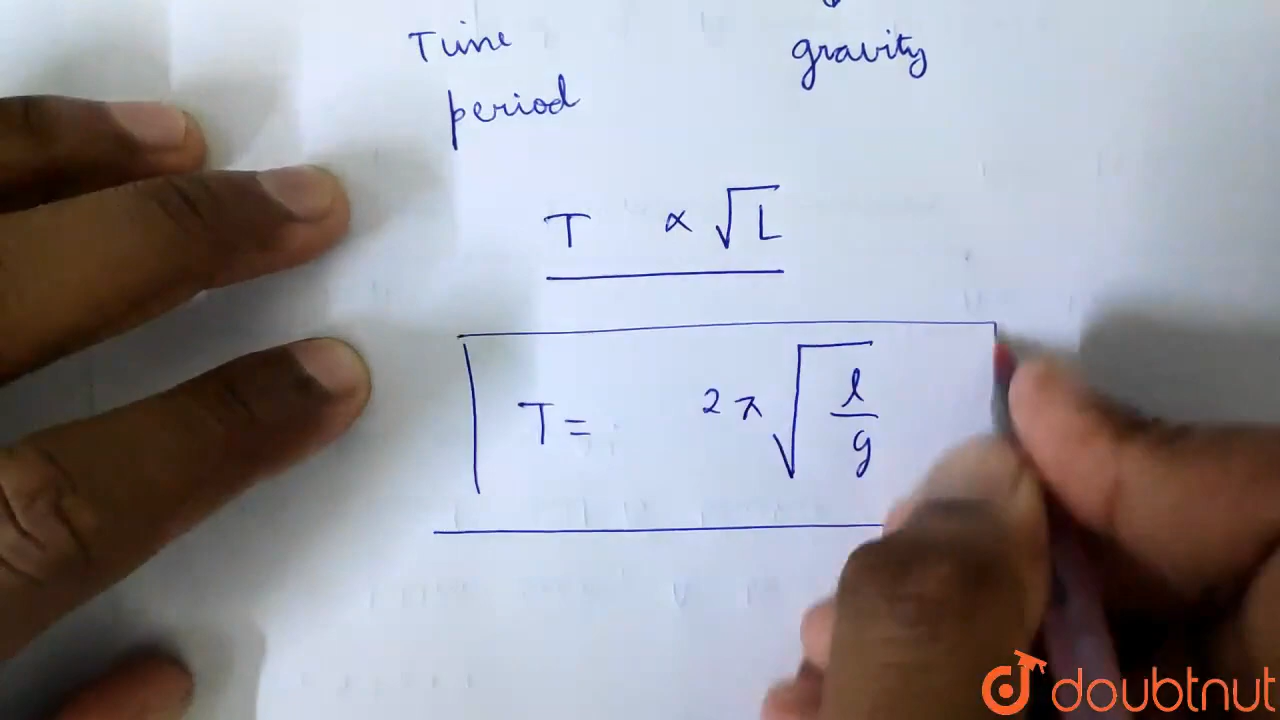 Time gravity
period
T ∝ √L
T = 2π √(l/g)
doubtnut